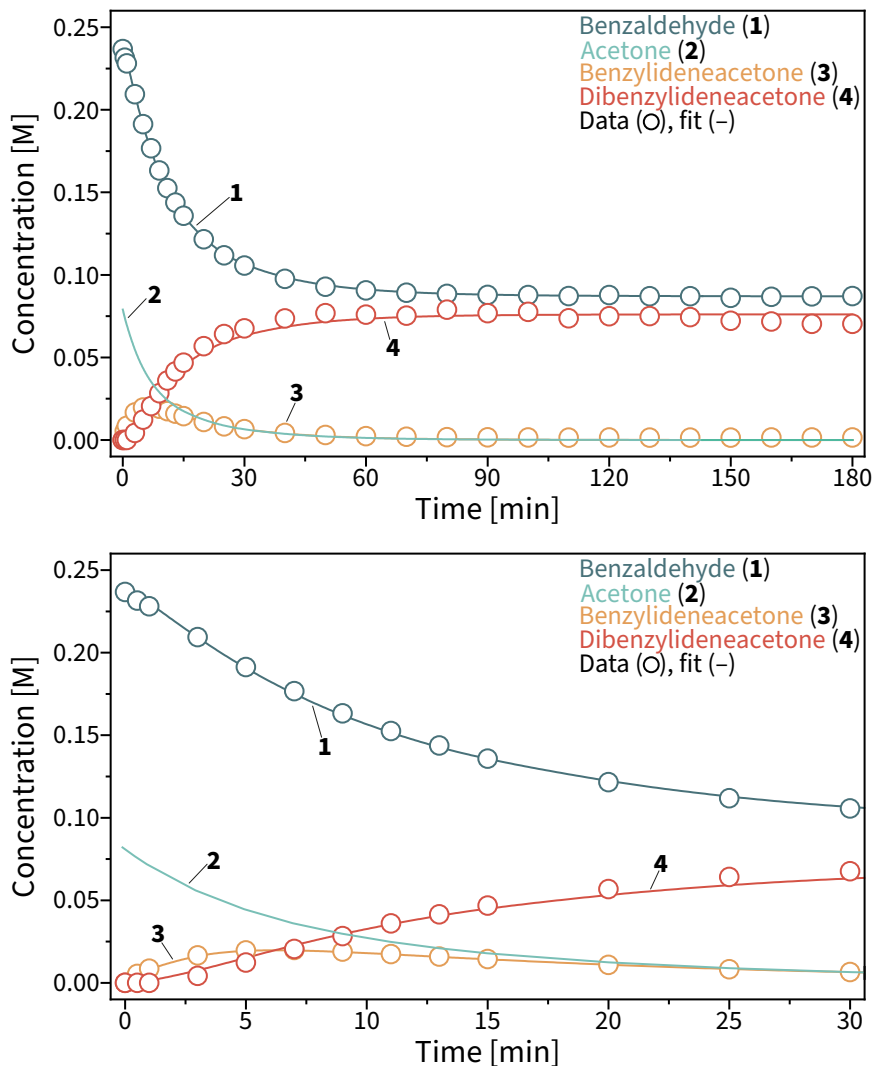 Benzaldehyde (1)
Acetone (2)
Benzylideneacetone (3)
Dibenzylideneacetone (4)
Data (O), fit (–)
Concentration [M]
0.25
0.20
0.15
0.10
0.05
0.00
1
2
3
4
0 30 60 90 120 150 180
Time [min]
Benzaldehyde (1)
Acetone (2)
Benzylideneacetone (3)
Dibenzylideneacetone (4)
Data (O), fit (–)
Concentration [M]
0.25
0.20
0.15
0.10
0.05
0.00
1
2
3
4
0 5 10 15 20 25 30
Time [min]